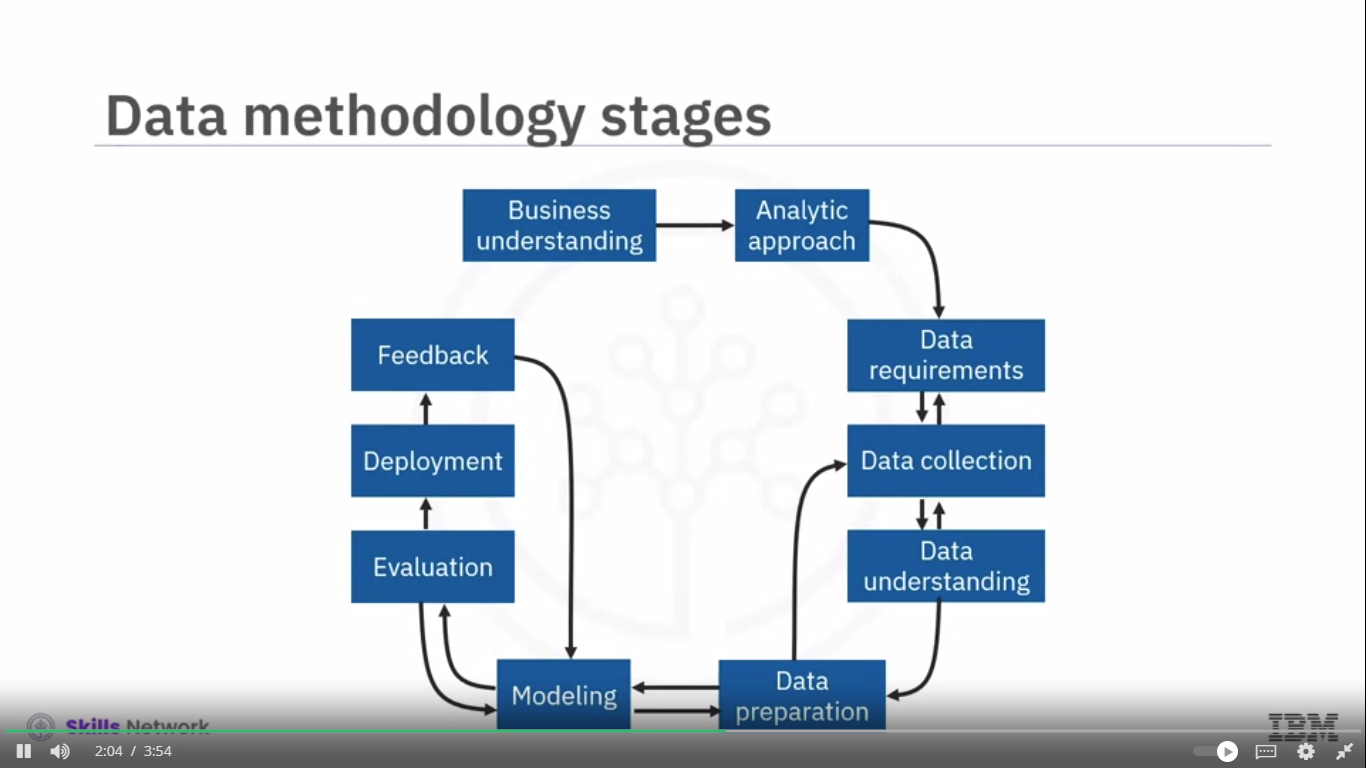 Data methodology stages
Business
understanding
Analytic
approach
Feedback
Data
requirements
Deployment
Data collection
Evaluation
Data
understanding
Modeling
Data
preparation
Skills Network
IBM
2:04 / 3:54